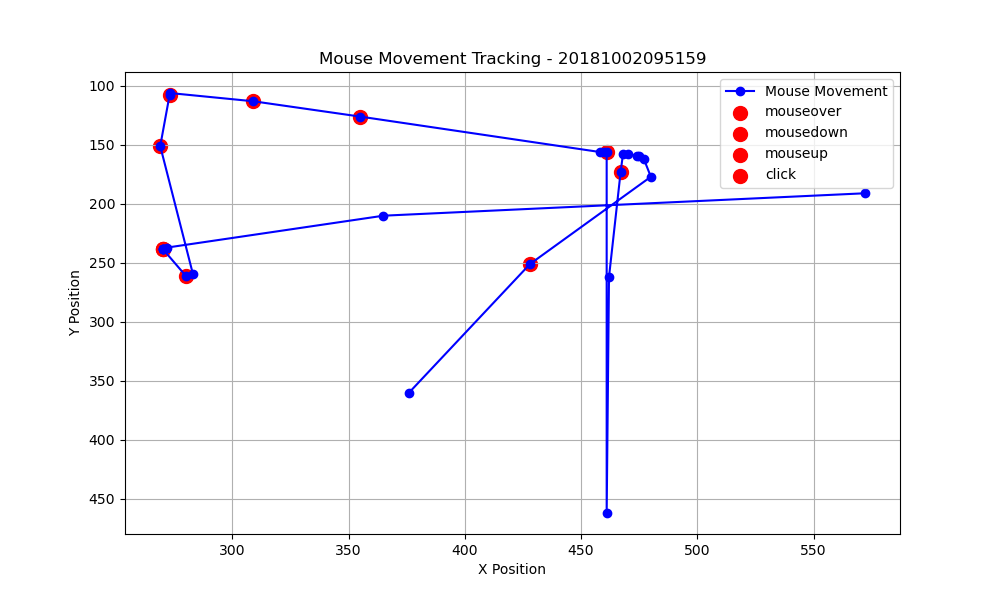 Mouse Movement Tracking - 20181002095159
Mouse Movement
mouseover
mousedown
mouseup
click
100
150
200
250
300
350
400
450
Y Position
300
350
400
450
500
550
X Position